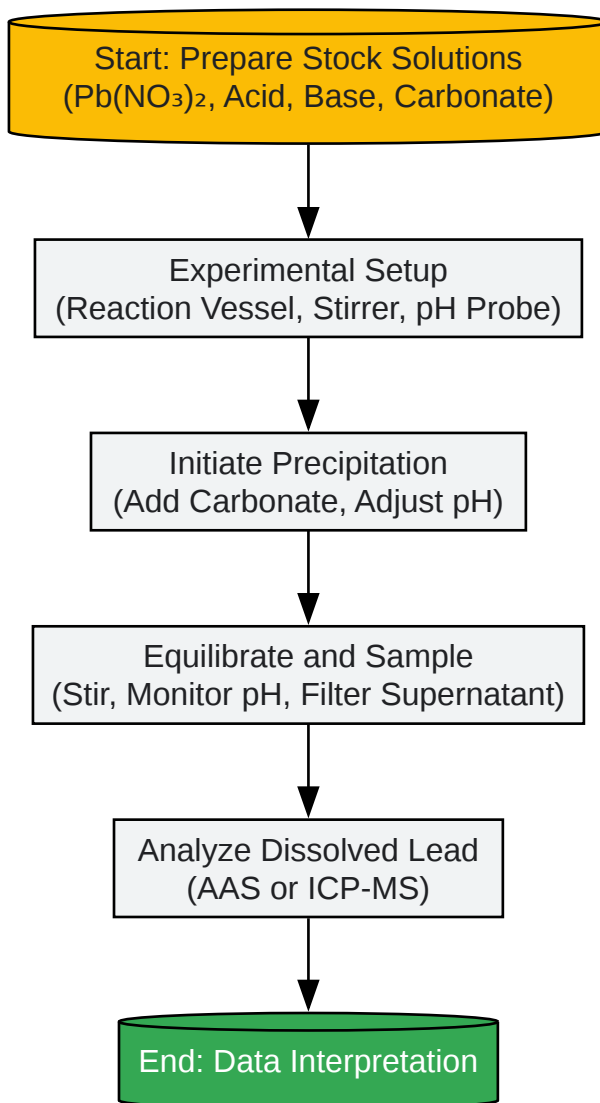 Start: Prepare Stock Solutions
(Pb(NO₃)₂, Acid, Base, Carbonate)
Experimental Setup
(Reaction Vessel, Stirrer, pH Probe)
Initiate Precipitation
(Add Carbonate, Adjust pH)
Equilibrate and Sample
(Stir, Monitor pH, Filter Supernatant)
Analyze Dissolved Lead
(AAS or ICP-MS)
End: Data Interpretation